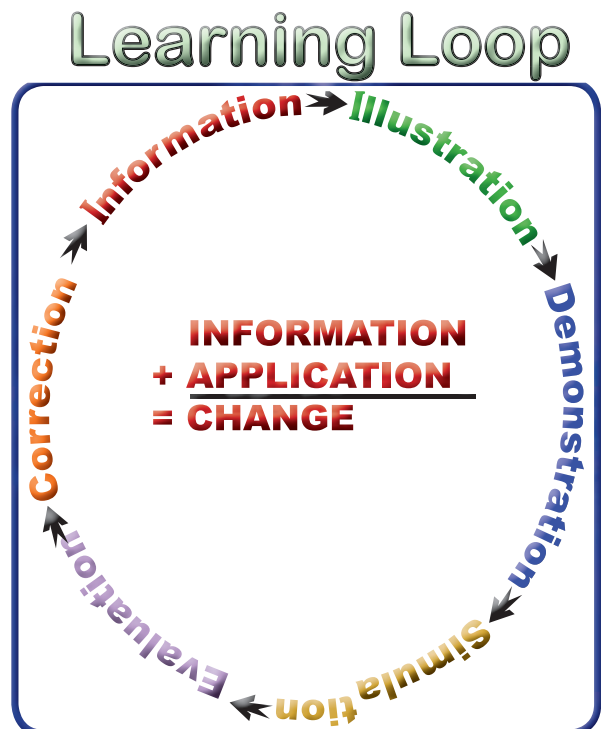 Learning Loop
Information
Illustration
Demonstration
Simulation
Evaluation
Correction
INFORMATION
+ APPLICATION
= CHANGE